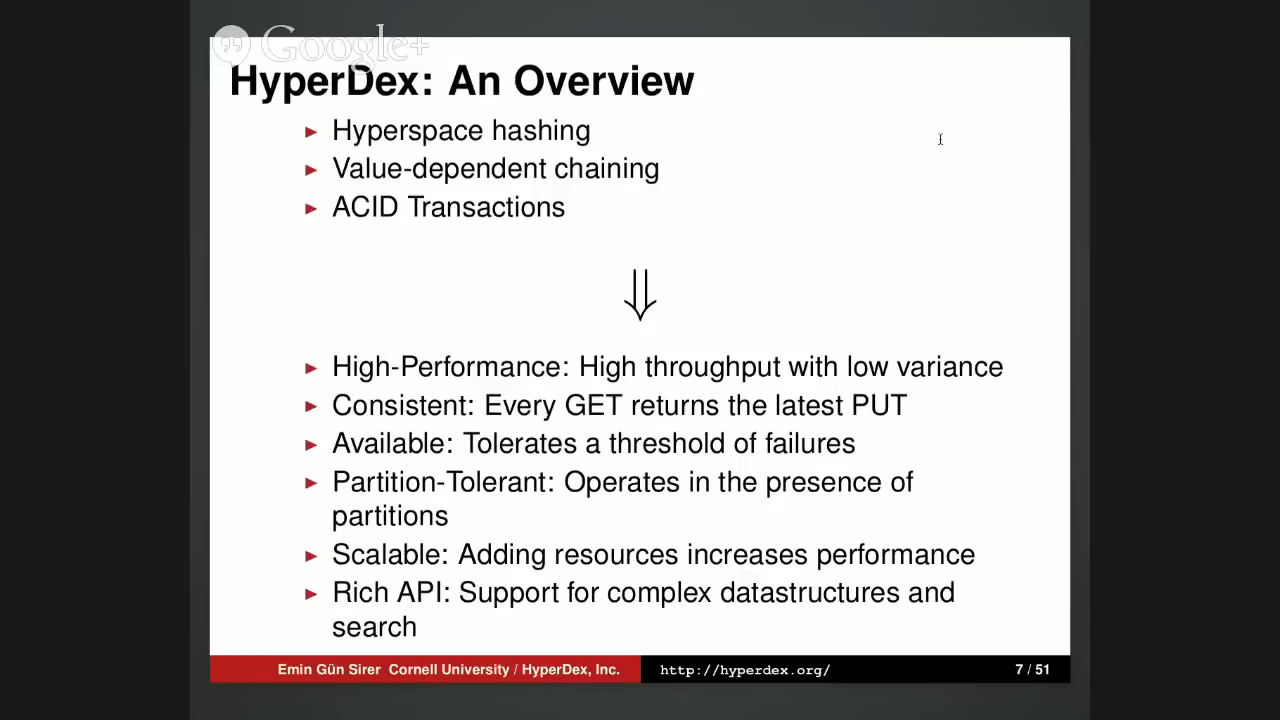 Google+
HyperDex: An Overview
Hyperspace hashing
Value-dependent chaining
ACID Transactions
⇓
High-Performance: High throughput with low variance
Consistent: Every GET returns the latest PUT
Available: Tolerates a threshold of failures
Partition-Tolerant: Operates in the presence of
partitions
Scalable: Adding resources increases performance
Rich API: Support for complex datastructures and
search
Emin Gün Sirer Cornell University / HyperDex, Inc. http://hyperdex.org/ 7 / 51